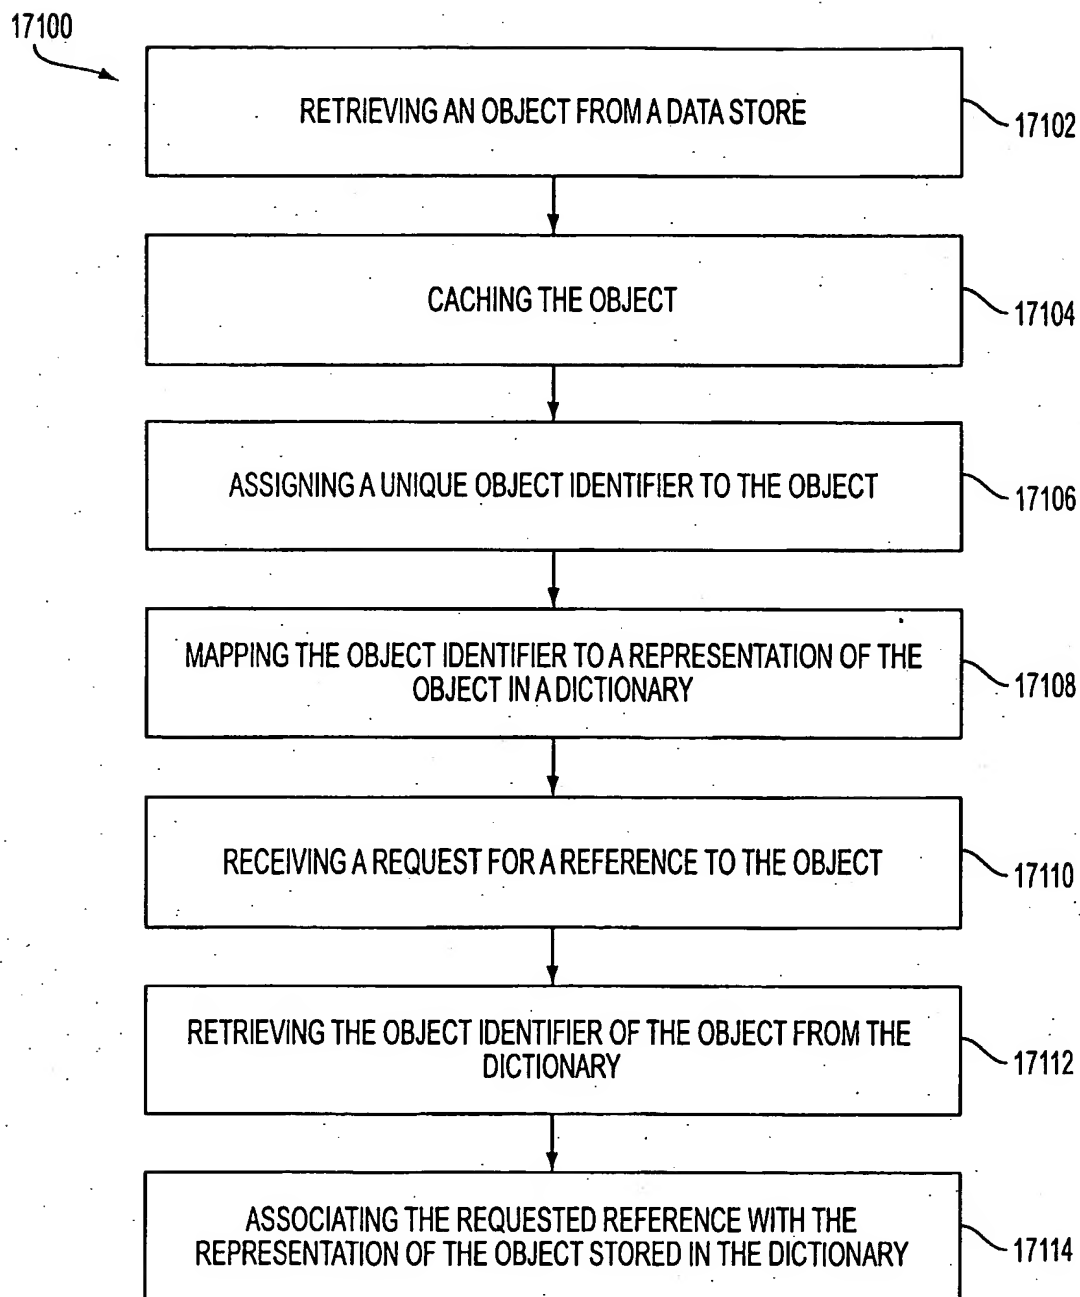 17100
RETRIEVING AN OBJECT FROM A DATA STORE
17102
CACHING THE OBJECT
17104
ASSIGNING A UNIQUE OBJECT IDENTIFIER TO THE OBJECT
17106
MAPPING THE OBJECT IDENTIFIER TO A REPRESENTATION OF THE
OBJECT IN A DICTIONARY
17108
RECEIVING A REQUEST FOR A REFERENCE TO THE OBJECT
17110
RETRIEVING THE OBJECT IDENTIFIER OF THE OBJECT FROM THE
DICTIONARY
17112
ASSOCIATING THE REQUESTED REFERENCE WITH THE
REPRESENTATION OF THE OBJECT STORED IN THE DICTIONARY
17114